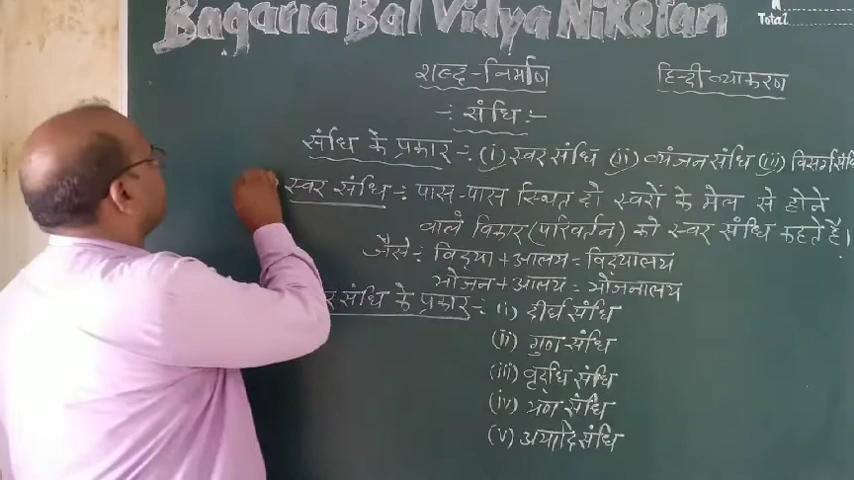 Bagaria Bal Vidya Niketan
Total
शब्द-निर्माण हिन्दी व्याकरण
-: संधि :-
संधि के प्रकार -: (i) स्वर संधि (ii) व्यंजन संधि (iii) विसर्ग संधि
स्वर संधि ÷ पास-पास स्थित दो स्वरों के मेल से होने
वाले विकार (परिवर्तन) को स्वर संधि कहते हैं।
जैसे : विद्या + आलय = विद्यालय
भोजन + आलय = भोजनालय
र संधि के प्रकार -: (i) दीर्घ संधि
(ii) गुण संधि
(iii) वृद्धि संधि
(iv) यण संधि
(v) अयादि संधि